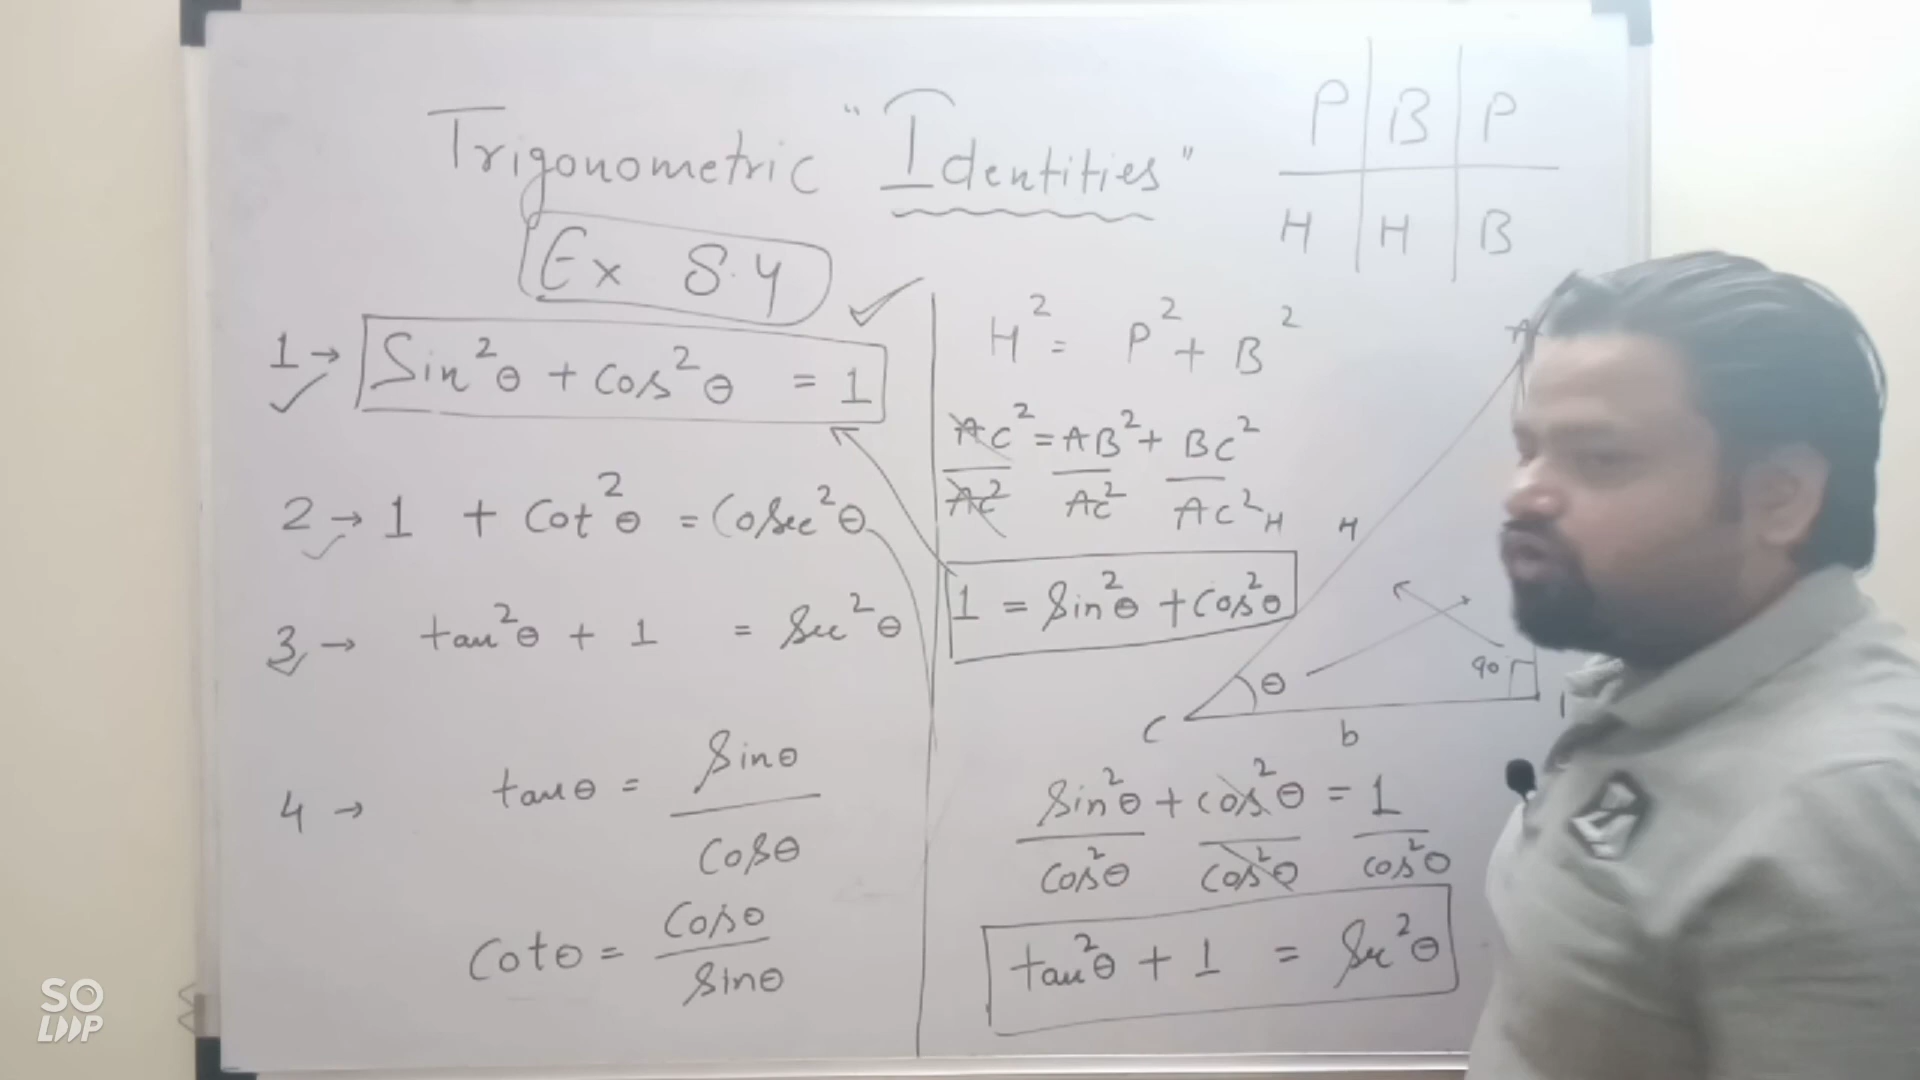 Trigonometric "Identities"
P | B | P
H | H | B
Ex 8.4
1 → Sin²θ + Cos²θ = 1
2 → 1 + Cot²θ = Cosec²θ
3 → tan²θ + 1 = Sec²θ
4 → tanθ = Sinθ / Cosθ
Cotθ = Cosθ / Sinθ
H² = P² + B²
AC² / AC² = AB² / AC² + BC² / AC²
H
1 = Sin²θ + Cos²θ
A
H
θ
90
C
b
Sin²θ / Cos²θ + Cos²θ / Cos²θ = 1 / Cos²θ
tan²θ + 1 = Sec²θ
SO
LOOP